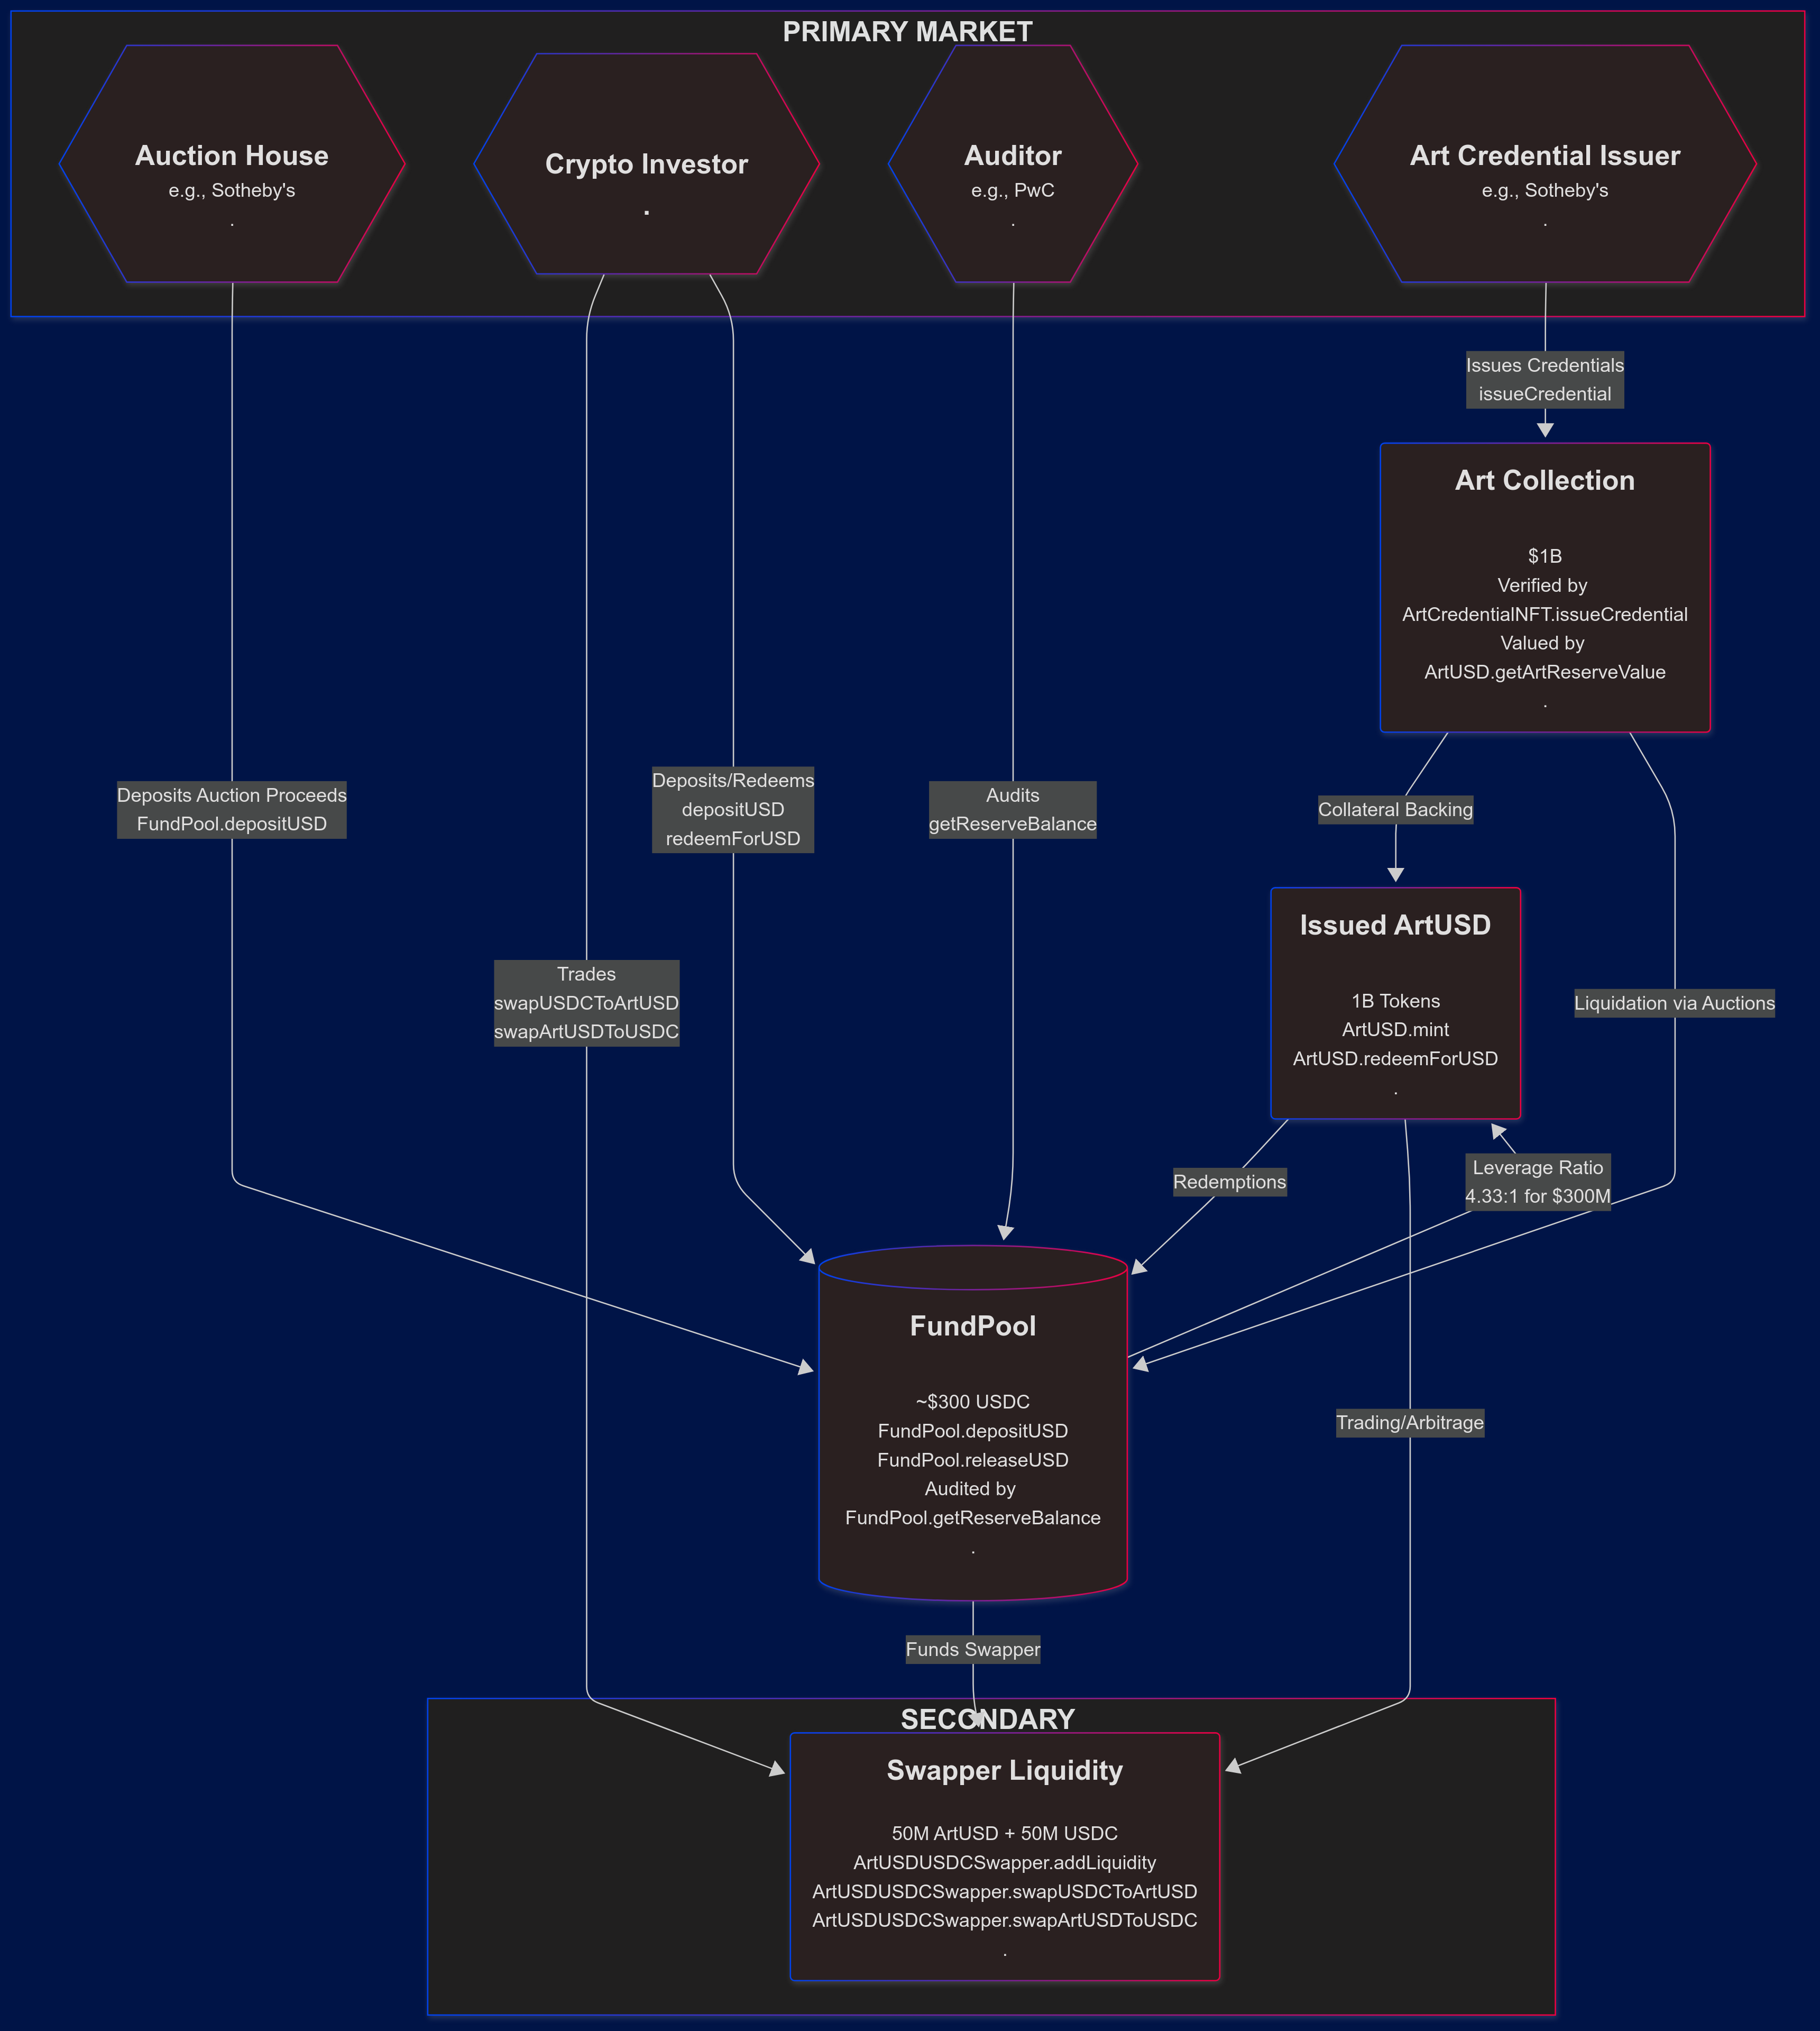 PRIMARY MARKET
Auction House
e.g., Sotheby's
.
Crypto Investor
.
Auditor
e.g., PwC
.
Art Credential Issuer
e.g., Sotheby's
.
Issues Credentials
issueCredential
Art Collection
$1B
Verified by
ArtCredentialNFT.issueCredential
Valued by
ArtUSD.getArtReserveValue
.
Deposits Auction Proceeds
FundPool.depositUSD
Deposits/Redeems
depositUSD
redeemForUSD
Audits
getReserveBalance
Collateral Backing
Trades
swapUSDCToArtUSD
swapArtUSDToUSDC
Issued ArtUSD
1B Tokens
ArtUSD.mint
ArtUSD.redeemForUSD
.
Liquidation via Auctions
Redemptions
Leverage Ratio
4.33:1 for $300M
FundPool
~$300 USDC
FundPool.depositUSD
FundPool.releaseUSD
Audited by
FundPool.getReserveBalance
.
Trading/Arbitrage
Funds Swapper
SECONDARY
Swapper Liquidity
50M ArtUSD + 50M USDC
ArtUSDUSDCSwapper.addLiquidity
ArtUSDUSDCSwapper.swapUSDCToArtUSD
ArtUSDUSDCSwapper.swapArtUSDToUSDC
.